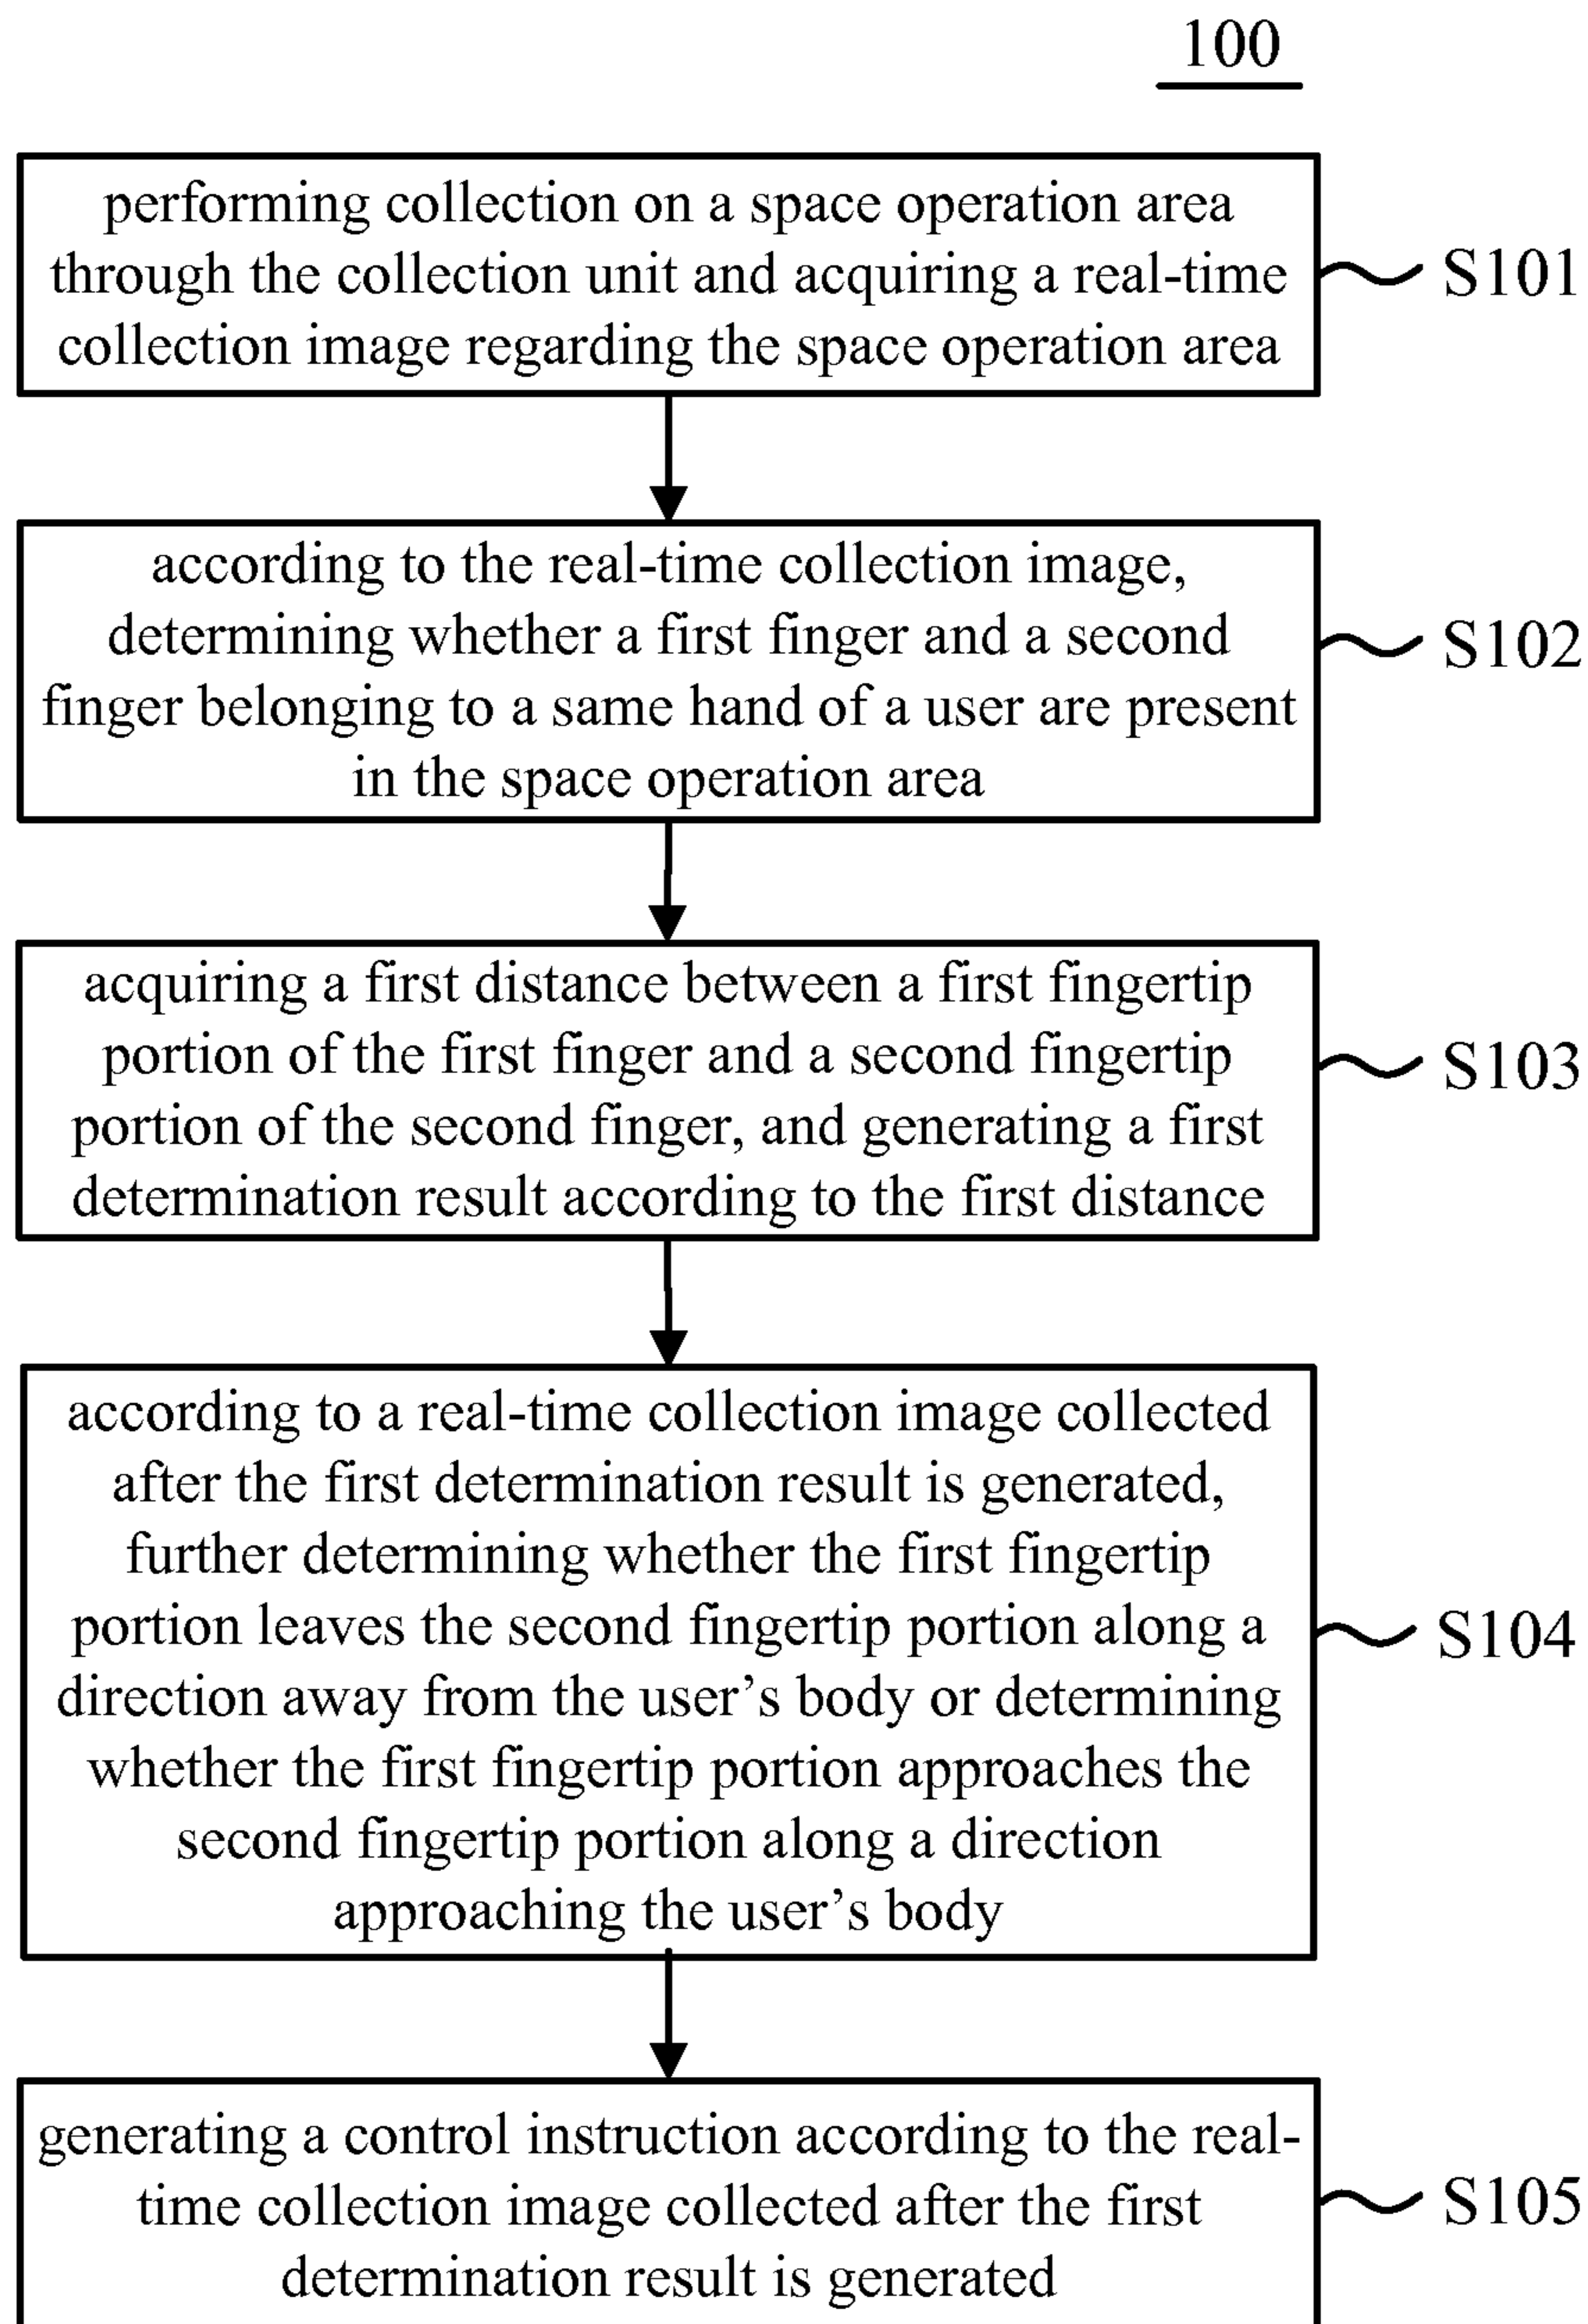 100
performing collection on a space operation area
through the collection unit and acquiring a real-time
collection image regarding the space operation area
S101
according to the real-time collection image,
determining whether a first finger and a second
finger belonging to a same hand of a user are present
in the space operation area
S102
acquiring a first distance between a first fingertip
portion of the first finger and a second fingertip
portion of the second finger, and generating a first
determination result according to the first distance
S103
according to a real-time collection image collected
after the first determination result is generated,
further determining whether the first fingertip
portion leaves the second fingertip portion along a
direction away from the user’s body or determining
whether the first fingertip portion approaches the
second fingertip portion along a direction
approaching the user’s body
S104
generating a control instruction according to the real-
time collection image collected after the first
determination result is generated
S105